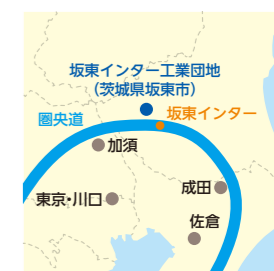 坂東インター工業団地
（茨城県坂東市）
坂東インター
圏央道
加須
成田
東京・川口
佐倉